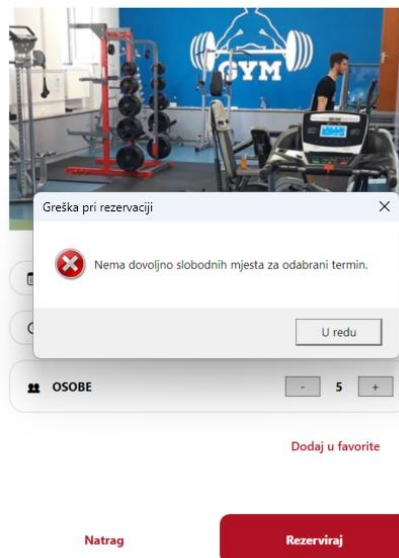 GYM
Greška pri rezervaciji
Nema dovoljno slobodnih mjesta za odabrani termin.
U redu
OSOBE - 5 +
Dodaj u favorite
Natrag Rezerviraj